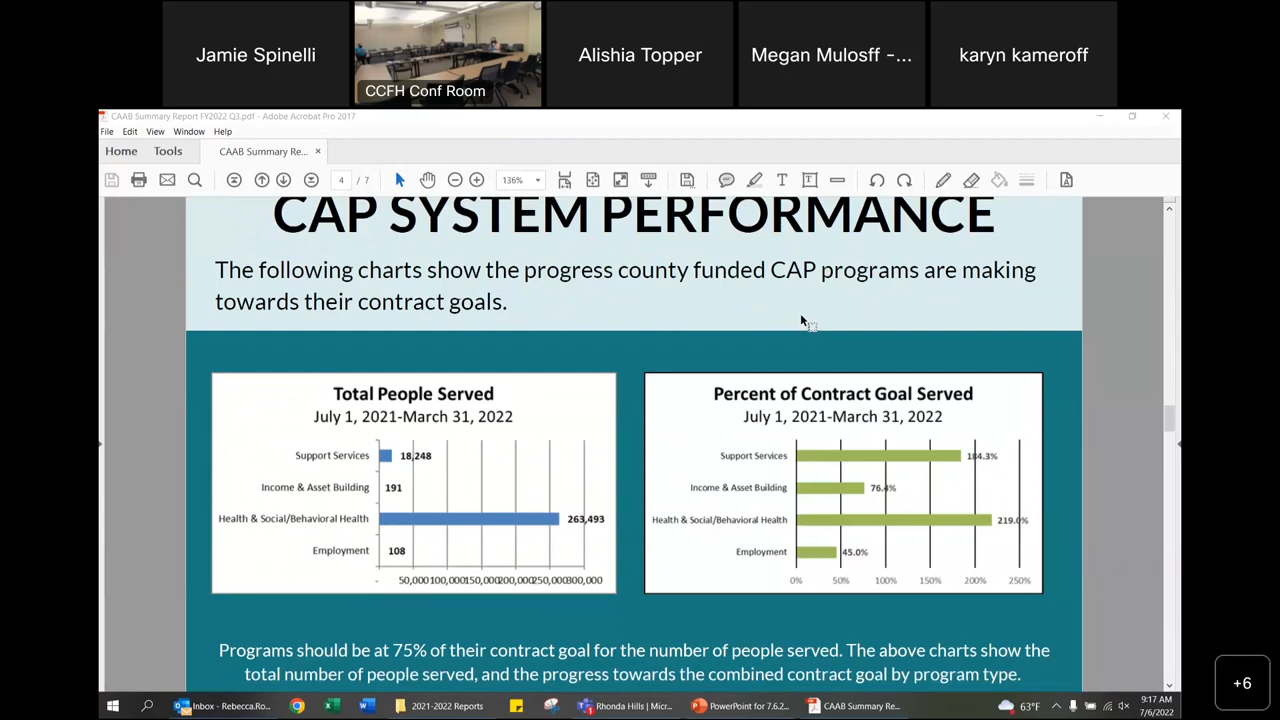 Jamie Spinelli
CCFH Conf Room
Alishia Topper
Megan Mulosff -...
karyn kameroff
CAAB Summary Report FY2022 Q3.pdf - Adobe Acrobat Pro 2017
File Edit View Window Help
Home Tools CAAB Summary Re... ×
4 / 7 136%
CAP SYSTEM PERFORMANCE
The following charts show the progress county funded CAP programs are making
towards their contract goals.
Total People Served
July 1, 2021-March 31, 2022
Support Services 18,248
Income & Asset Building 191
Health & Social/Behavioral Health 263,493
Employment 108
- 50,000 100,000 150,000 200,000 250,000 300,000
Percent of Contract Goal Served
July 1, 2021-March 31, 2022
Support Services 184.3%
Income & Asset Building 76.4%
Health & Social/Behavioral Health 219.0%
Employment 45.0%
0% 50% 100% 150% 200% 250%
Programs should be at 75% of their contract goal for the number of people served. The above charts show the
total number of people served, and the progress towards the combined contract goal by program type.
+6
Inbox - Rebecca.Ro... 2021-2022 Reports Rhonda Hills | Micr... PowerPoint for 7.6.2... CAAB Summary Re... 63°F 9:17 AM
7/6/2022